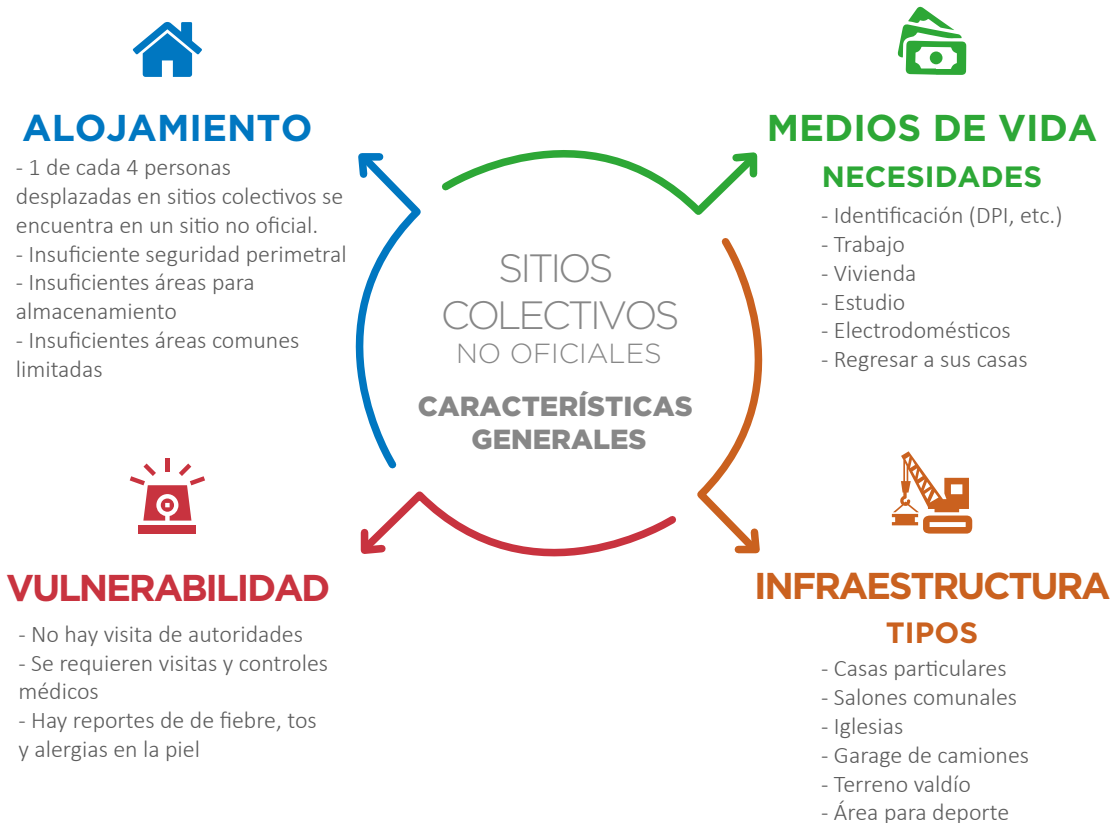 ALOJAMIENTO
- 1 de cada 4 personas
desplazadas en sitios colectivos se
encuentra en un sitio no oficial.
- Insuficiente seguridad perimetral
- Insuficientes áreas para
almacenamiento
- Insuficientes áreas comunes
limitadas
MEDIOS DE VIDA
NECESIDADES
- Identificación (DPI, etc.)
- Trabajo
- Vivienda
- Estudio
- Electrodomésticos
- Regresar a sus casas
SITIOS
COLECTIVOS
NO OFICIALES
CARACTERÍSTICAS
GENERALES
VULNERABILIDAD
- No hay visita de autoridades
- Se requieren visitas y controles
médicos
- Hay reportes de de fiebre, tos
y alergias en la piel
INFRAESTRUCTURA
TIPOS
- Casas particulares
- Salones comunales
- Iglesias
- Garage de camiones
- Terreno valdío
- Área para deporte